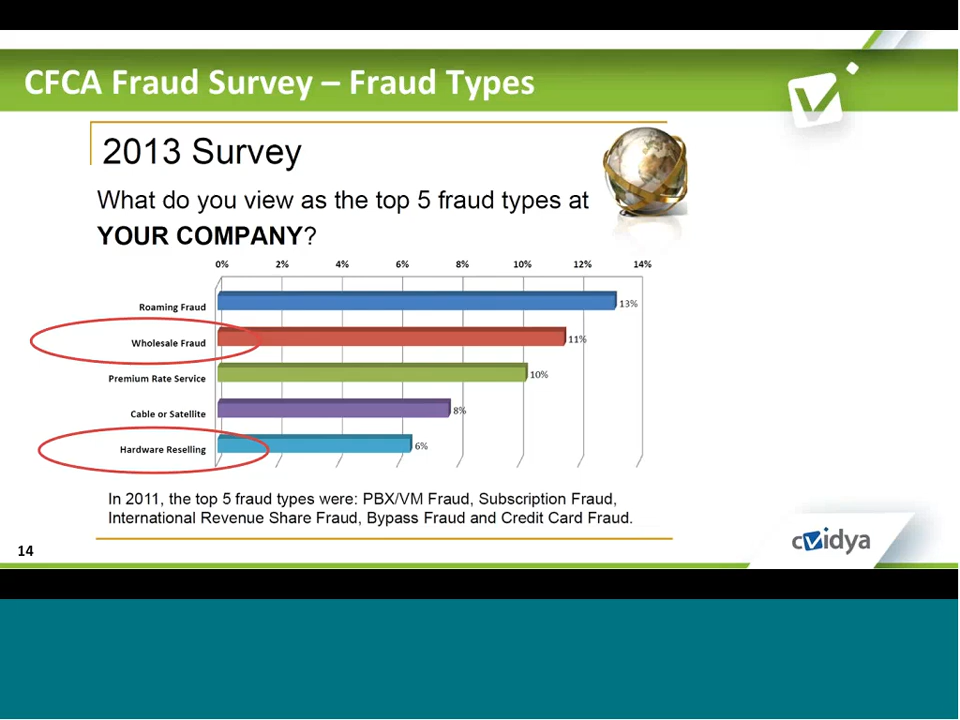 CFCA Fraud Survey – Fraud Types
2013 Survey
What do you view as the top 5 fraud types at
YOUR COMPANY?
0% 2% 4% 6% 8% 10% 12% 14%
Roaming Fraud 13%
Wholesale Fraud 11%
Premium Rate Service 10%
Cable or Satellite 8%
Hardware Reselling 6%
In 2011, the top 5 fraud types were: PBX/VM Fraud, Subscription Fraud,
International Revenue Share Fraud, Bypass Fraud and Credit Card Fraud.
14
cvidya